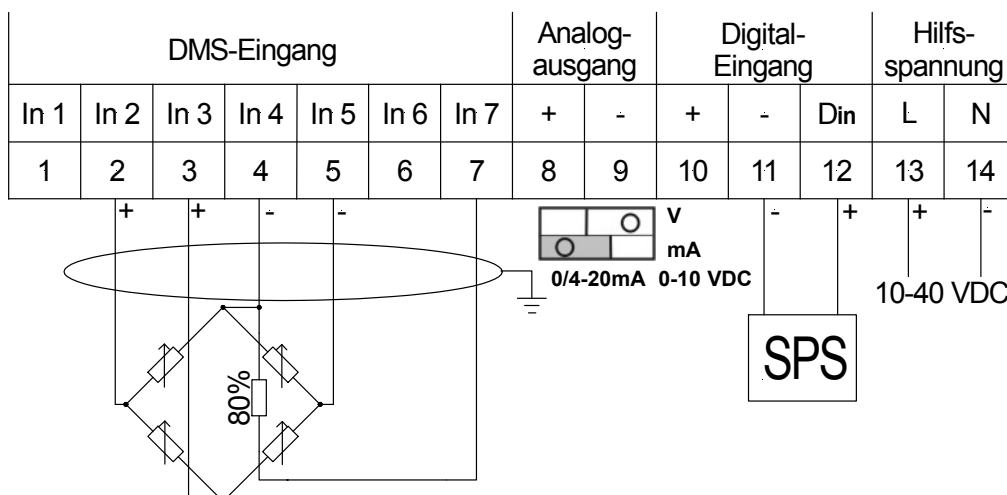 DMS-Eingang
Analog-
ausgang
Digital-
Eingang
Hilfs-
spannung
In 1 In 2 In 3 In 4 In 5 In 6 In 7 + - + - Din L N
1 2 3 4 5 6 7 8 9 10 11 12 13 14
+ + - - - + + -
V
mA
0/4-20mA 0-10 VDC
10-40 VDC
SPS
80%